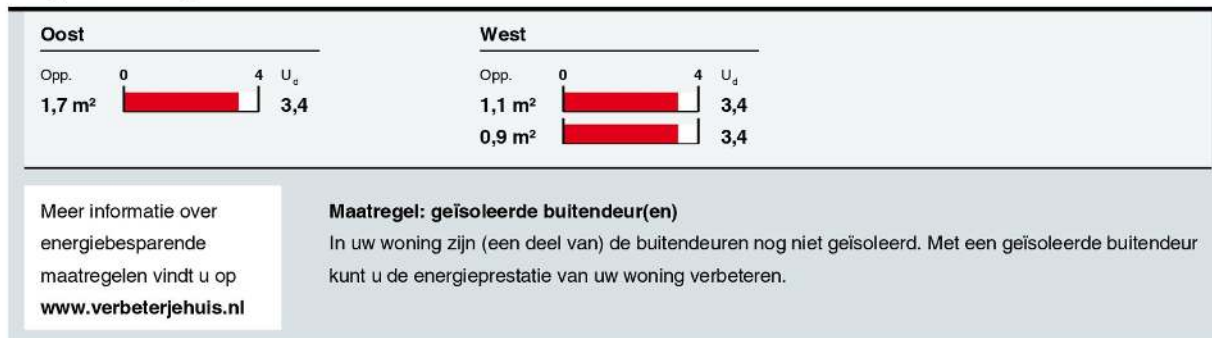 Oost
Opp. 0 4 Ud
1,7 m² 3,4
West
Opp. 0 4 Ud
1,1 m² 3,4
0,9 m² 3,4
Meer informatie over
energiebesparende
maatregelen vindt u op
www.verbeterjehuis.nl
Maatregel: geïsoleerde buitendeur(en)
In uw woning zijn (een deel van) de buitendeuren nog niet geïsoleerd. Met een geïsoleerde buitendeur
kunt u de energieprestatie van uw woning verbeteren.